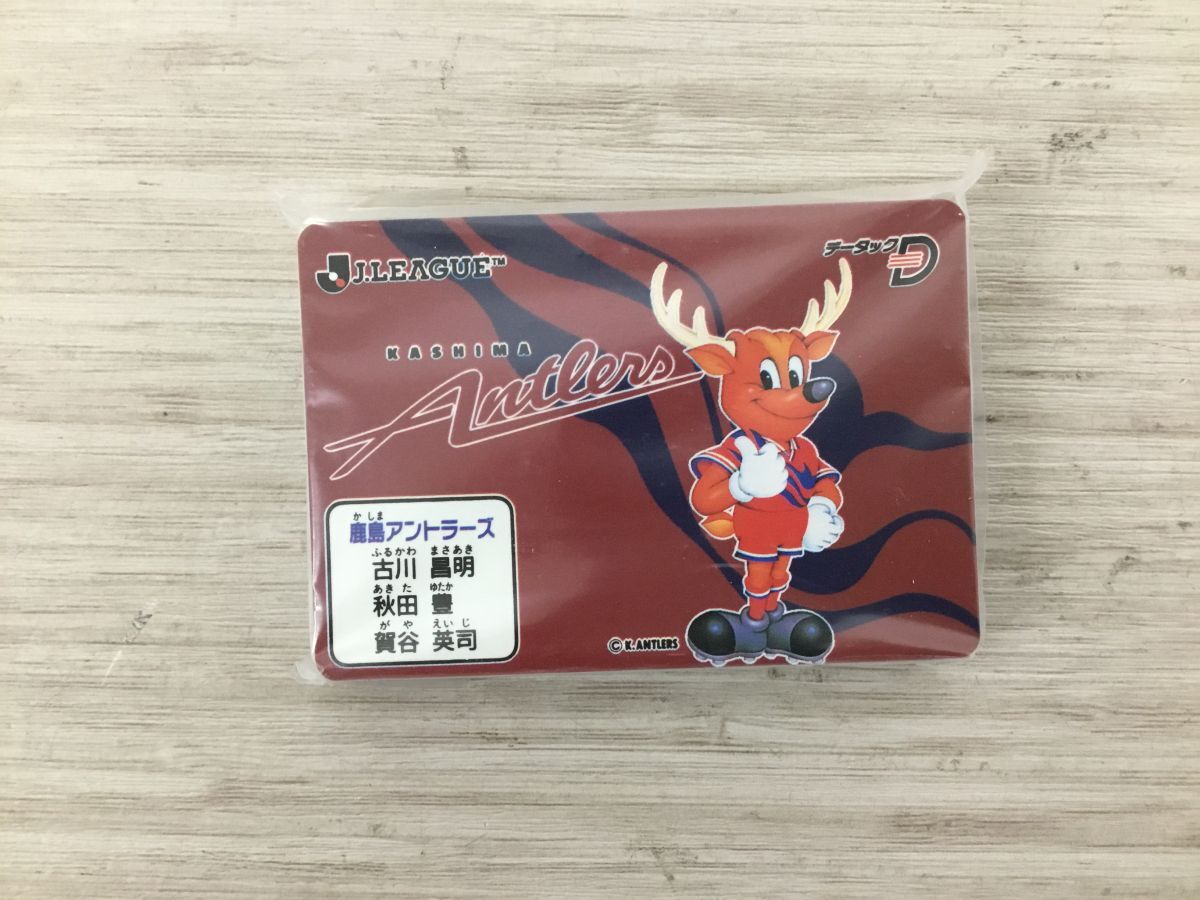 J.LEAGUE™
データック D
KASHIMA
Antlers
かしま
鹿島アントラーズ
ふるかわ まさあき
古川 昌明
あきた ゆたか
秋田 豊
がや えいじ
賀谷 英司
© K.ANTLERS